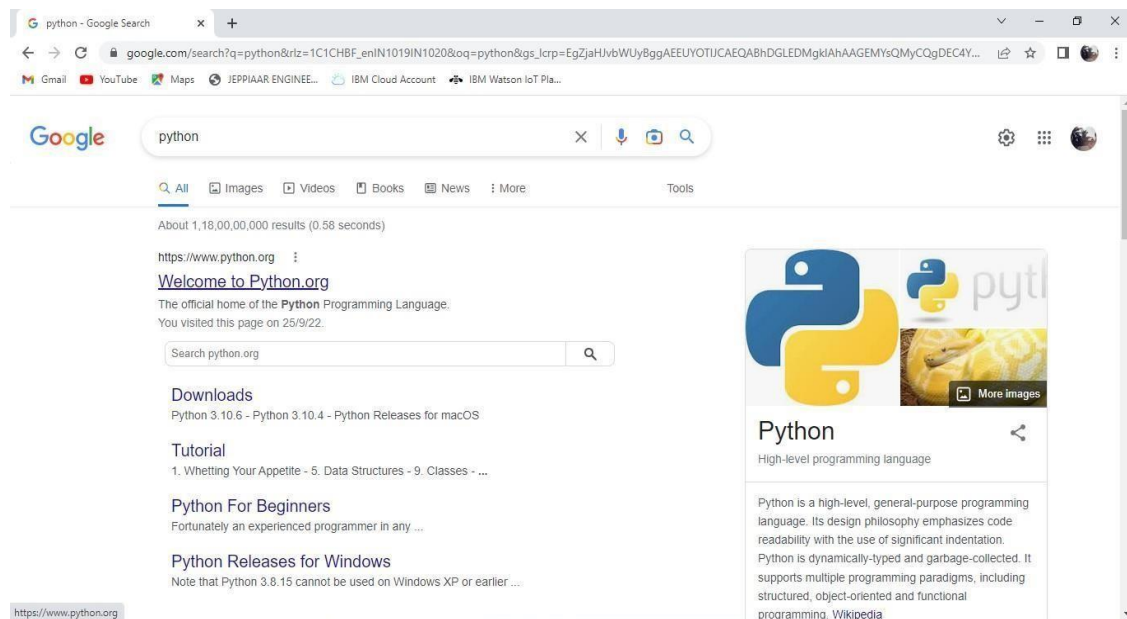 python - Google Search
google.com/search?q=python&rlz=1C1CHBF_enIN1019IN1020&oq=python&gs_lcrp=EgZjaHJvbWUyBggAEEUYOTIJCAEQABhDGLEDMgkIAhAAGEMYsQMyCQgDEC4Y...
Gmail YouTube Maps JEPPIAAR ENGINEE... IBM Cloud Account IBM Watson IoT Pla...
Google
python
All Images Videos Books News More Tools
About 1,18,00,00,000 results (0.58 seconds)
https://www.python.org
Welcome to Python.org
The official home of the Python Programming Language.
You visited this page on 25/9/22.
Search python.org
Downloads
Python 3.10.6 - Python 3.10.4 - Python Releases for macOS
Tutorial
1. Whetting Your Appetite - 5. Data Structures - 9. Classes - ...
Python For Beginners
Fortunately an experienced programmer in any ...
Python Releases for Windows
Note that Python 3.8.15 cannot be used on Windows XP or earlier ...
https://www.python.org
pyth
More images
Python
High-level programming language
Python is a high-level, general-purpose programming
language. Its design philosophy emphasizes code
readability with the use of significant indentation.
Python is dynamically-typed and garbage-collected. It
supports multiple programming paradigms, including
structured, object-oriented and functional
programming. Wikipedia